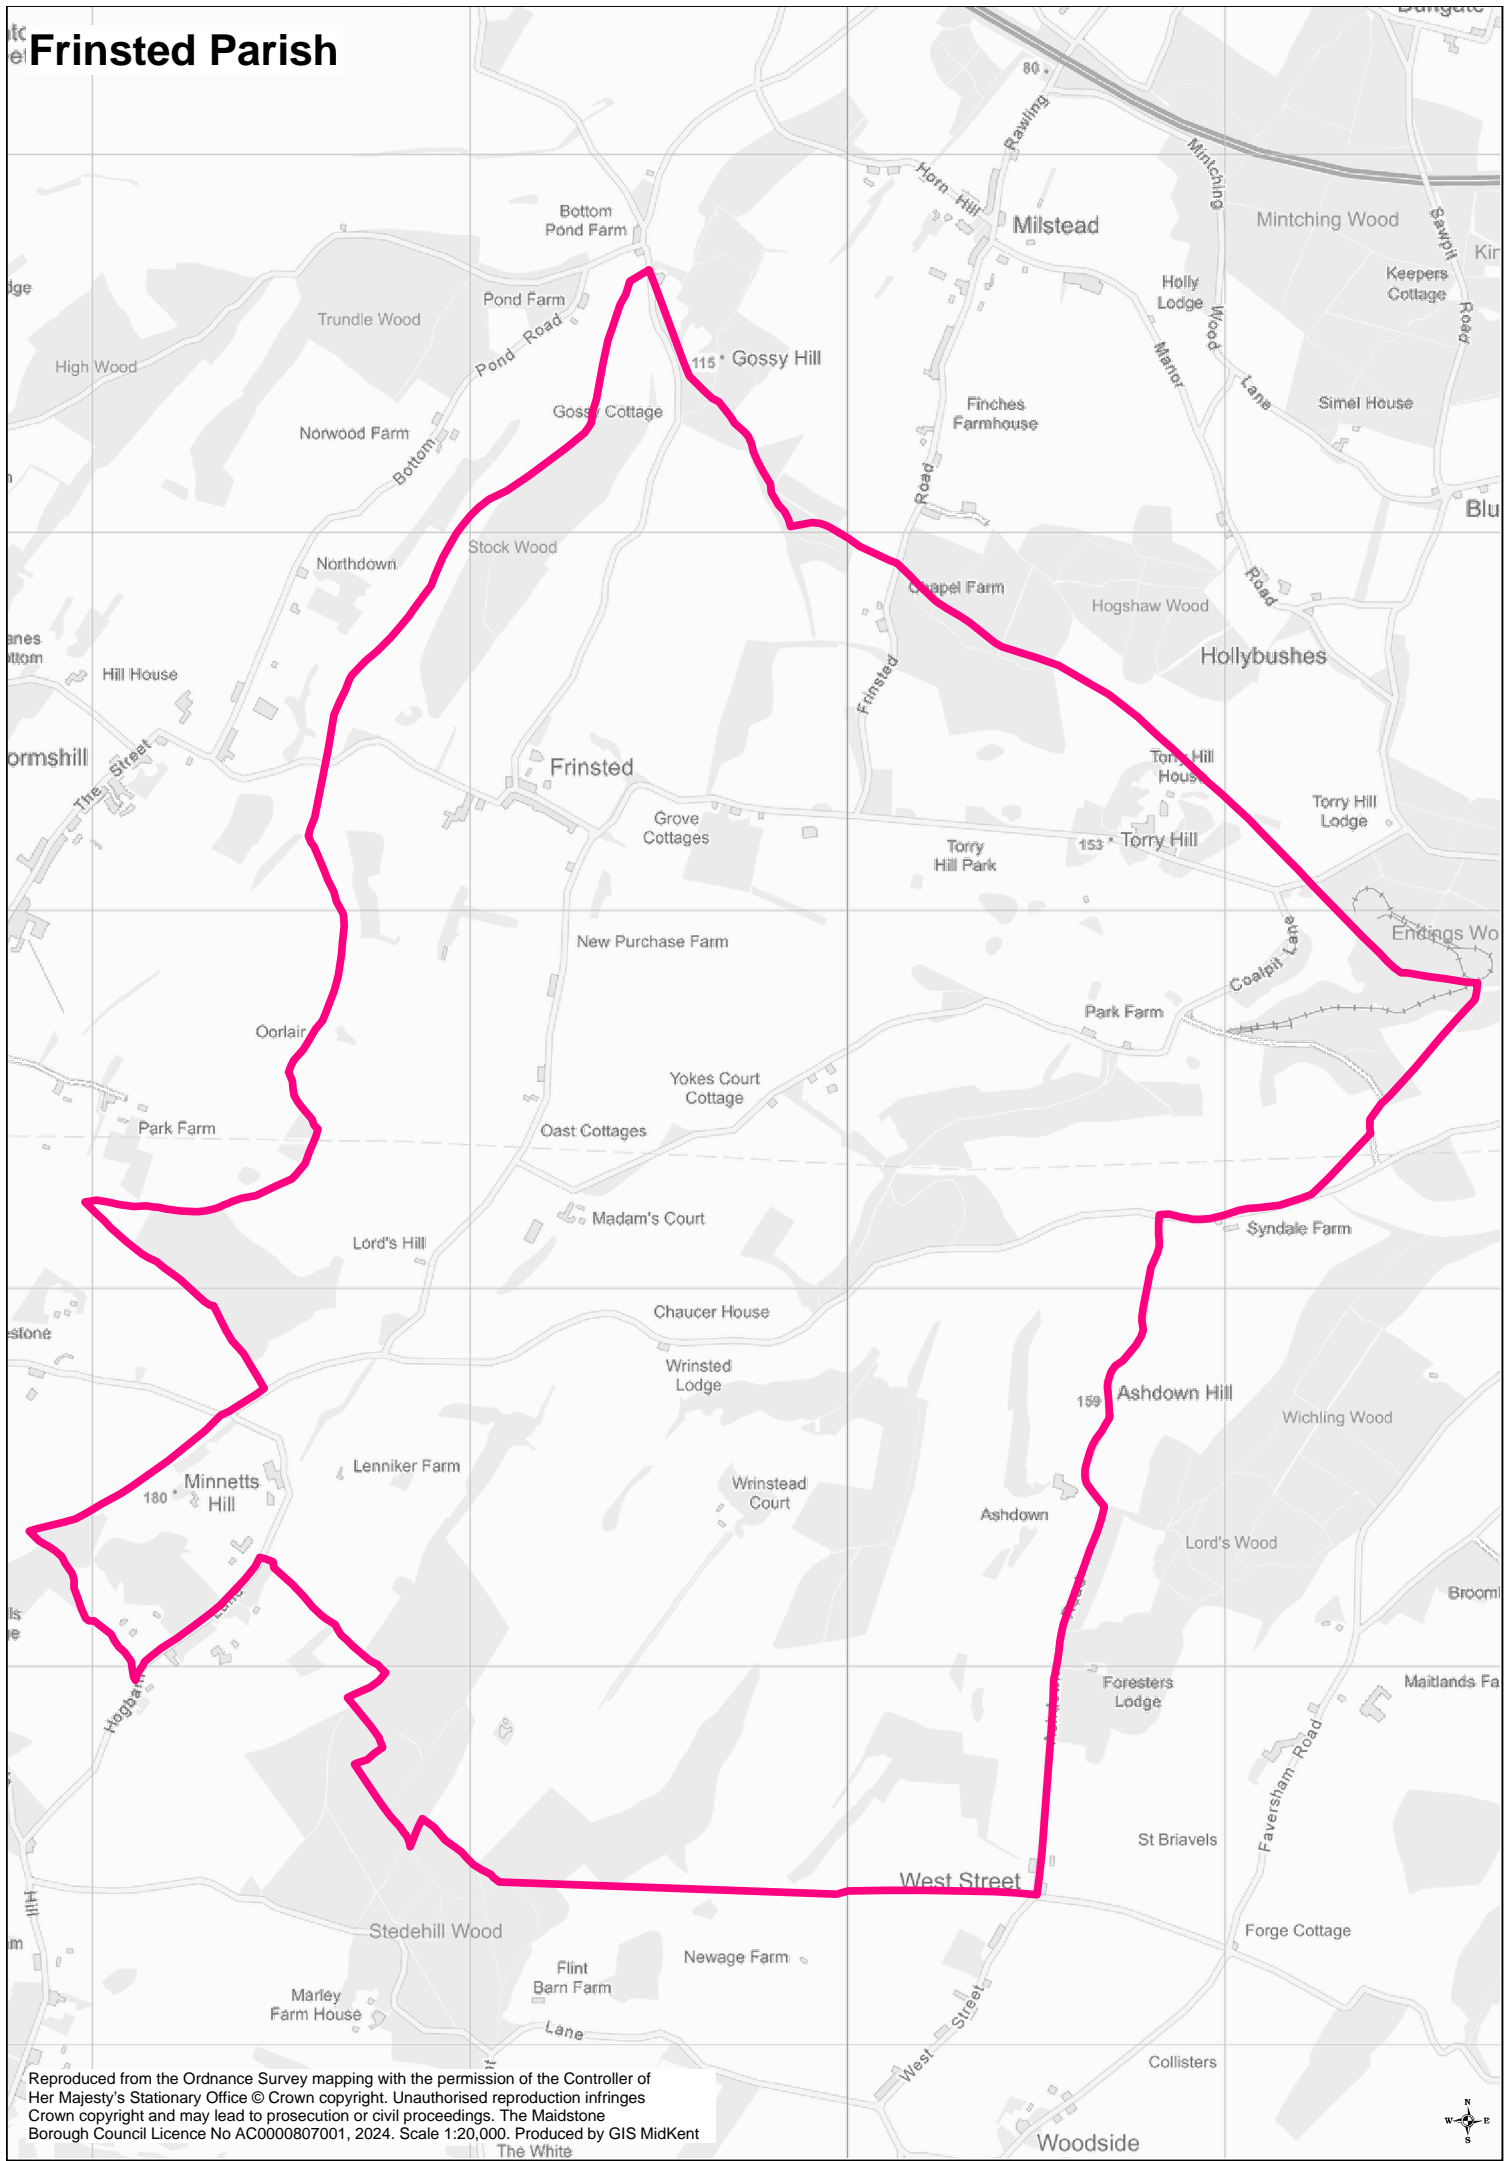 Frinsted Parish
80
Rawling
Horn Hill
Milstead
Mintching
Wood
Lane
Mintching Wood
Sawpit
Road
Keepers
Cottage
Holly
Lodge
Manor
Road
Simel House
Bottom
Pond Farm
Pond Farm
Trundle Wood
High Wood
Bottom Pond Road
Norwood Farm
115
Gossy Hill
Gossy Cottage
Finches
Farmhouse
Road
Frinsted
Stock Wood
Northdown
Chapel Farm
Hogshaw Wood
Hollybushes
Hill House
The Street
Frinsted
Grove
Cottages
Torry Hill
House
Torry Hill
Lodge
153
Torry Hill
Torry
Hill Park
New Purchase Farm
Coalpit Lane
Park Farm
Oorlair
Yokes Court
Cottage
Park Farm
Oast Cottages
Madam's Court
Syndale Farm
Lord's Hill
Chaucer House
Wrinsted
Lodge
159
Ashdown Hill
Wichling Wood
Lenniker Farm
Minnetts
Hill
180
Wrinstead
Court
Ashdown
Lord's Wood
Lane
Hogbarn
Road
Foresters
Lodge
Maitlands Fa
Faversham Road
St Briavels
West Street
Hill
Stedehill Wood
Forge Cottage
Newage Farm
Flint
Barn Farm
Marley
Farm House
Lane
West Street
Collisters
Woodside
The White
Reproduced from the Ordnance Survey mapping with the permission of the Controller of
Her Majesty's Stationary Office © Crown copyright. Unauthorised reproduction infringes
Crown copyright and may lead to prosecution or civil proceedings. The Maidstone
Borough Council Licence No AC0000807001, 2024. Scale 1:20,000. Produced by GIS MidKent
N
W E
S